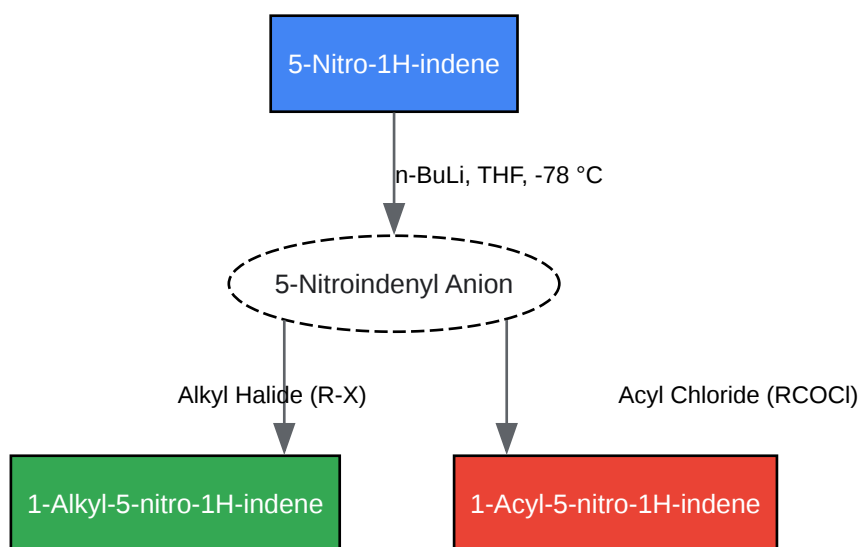 5-Nitro-1H-indene
n-BuLi, THF, -78 °C
5-Nitroindenyl Anion
Alkyl Halide (R-X)
Acyl Chloride (RCOCl)
1-Alkyl-5-nitro-1H-indene
1-Acyl-5-nitro-1H-indene